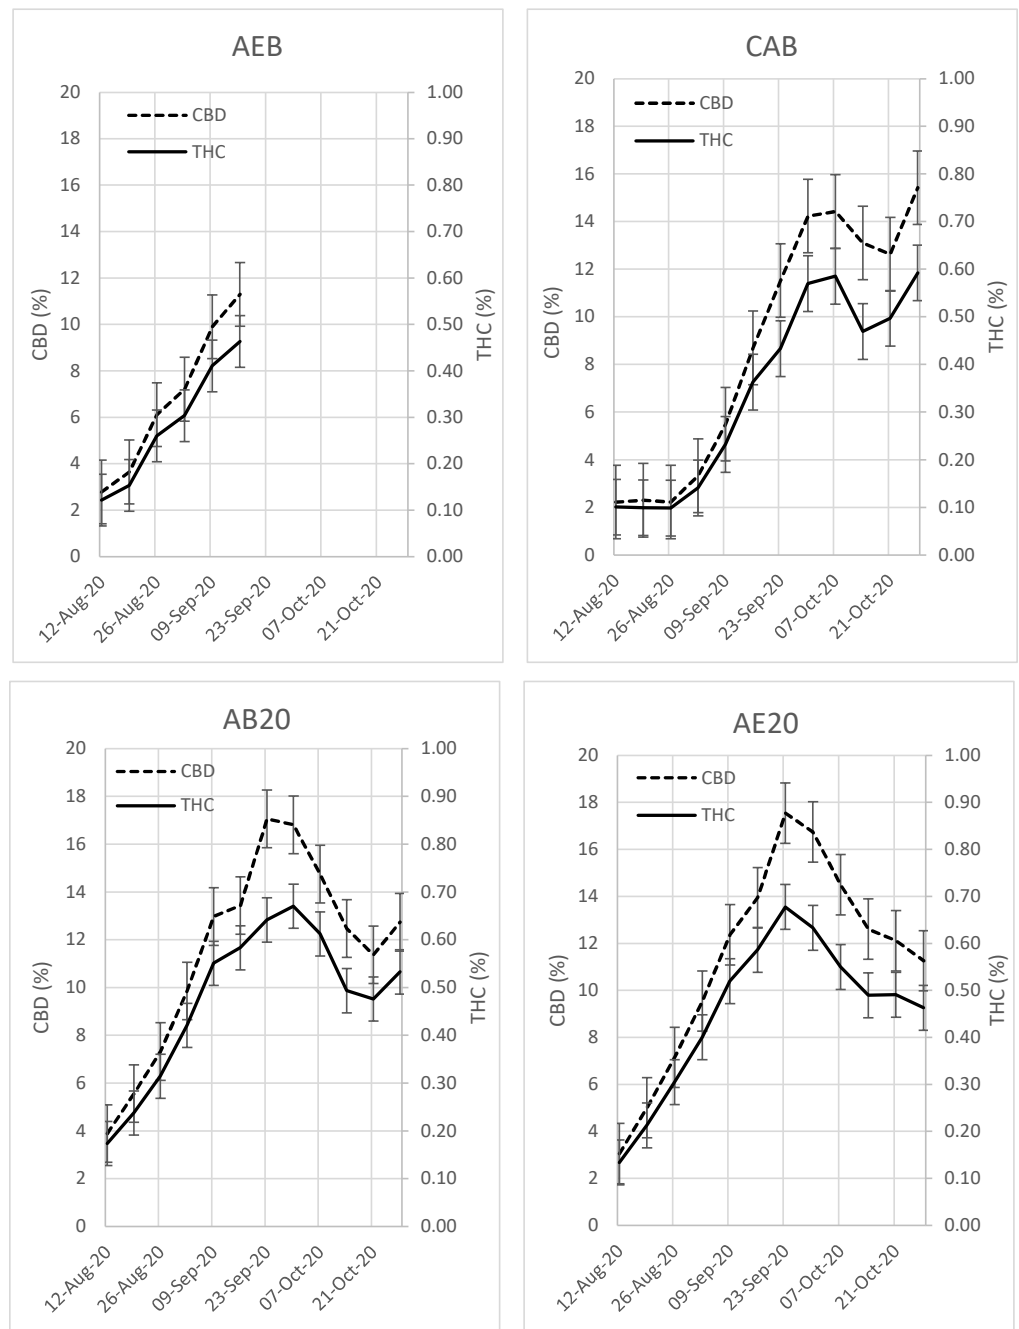 AEB
CBD
THC
20
18
16
14
12
10
8
6
4
2
0
CBD (%)
1.00
0.90
0.80
0.70
0.60
0.50
0.40
0.30
0.20
0.10
0.00
THC (%)
12-Aug-20
26-Aug-20
09-Sep-20
23-Sep-20
07-Oct-20
21-Oct-20
CAB
CBD
THC
20
18
16
14
12
10
8
6
4
2
0
CBD (%)
1.00
0.90
0.80
0.70
0.60
0.50
0.40
0.30
0.20
0.10
0.00
THC (%)
12-Aug-20
26-Aug-20
09-Sep-20
23-Sep-20
07-Oct-20
21-Oct-20
AB20
CBD
THC
20
18
16
14
12
10
8
6
4
2
0
CBD (%)
1.00
0.90
0.80
0.70
0.60
0.50
0.40
0.30
0.20
0.10
0.00
THC (%)
12-Aug-20
26-Aug-20
09-Sep-20
23-Sep-20
07-Oct-20
21-Oct-20
AE20
CBD
THC
20
18
16
14
12
10
8
6
4
2
0
CBD (%)
1.00
0.90
0.80
0.70
0.60
0.50
0.40
0.30
0.20
0.10
0.00
THC (%)
12-Aug-20
26-Aug-20
09-Sep-20
23-Sep-20
07-Oct-20
21-Oct-20